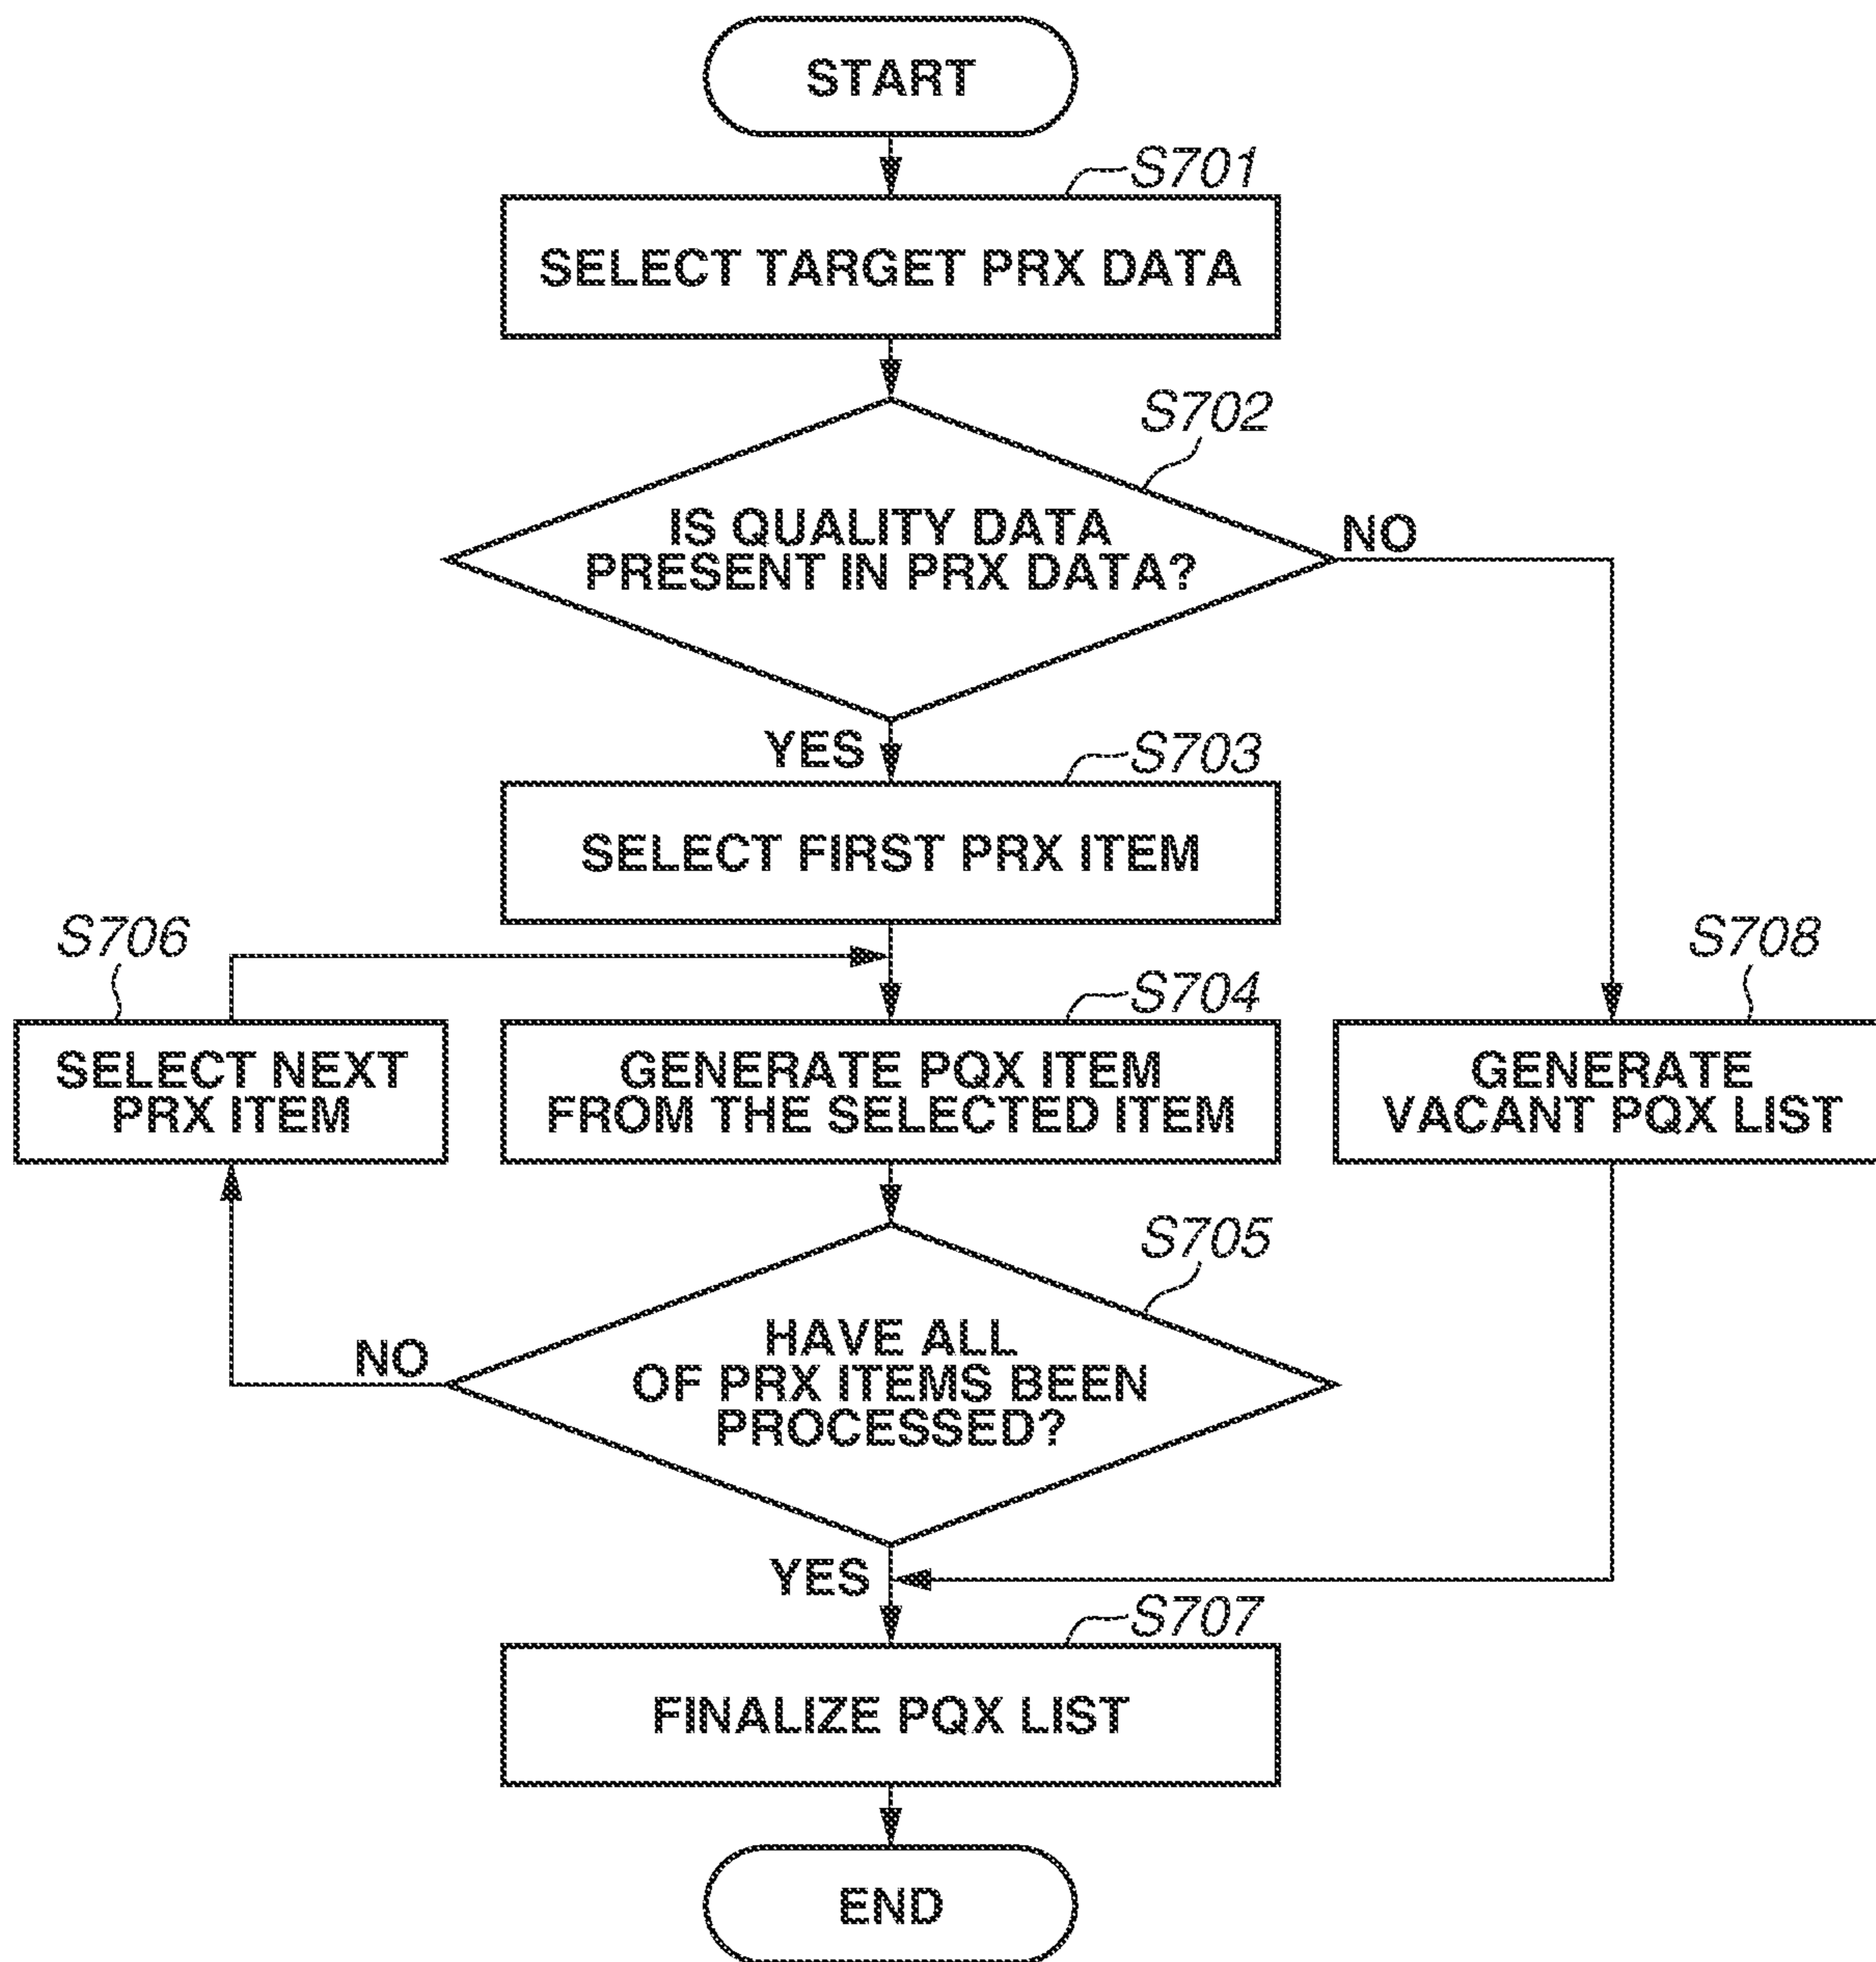 START
S701
SELECT TARGET PRX DATA
S702
IS QUALITY DATA
PRESENT IN PRX DATA?
NO
YES
S703
SELECT FIRST PRX ITEM
S706
S708
S704
SELECT NEXT
PRX ITEM
GENERATE PQX ITEM
FROM THE SELECTED ITEM
GENERATE
VACANT PQX LIST
S705
HAVE ALL
OF PRX ITEMS BEEN
PROCESSED?
NO
YES
S707
FINALIZE PQX LIST
END